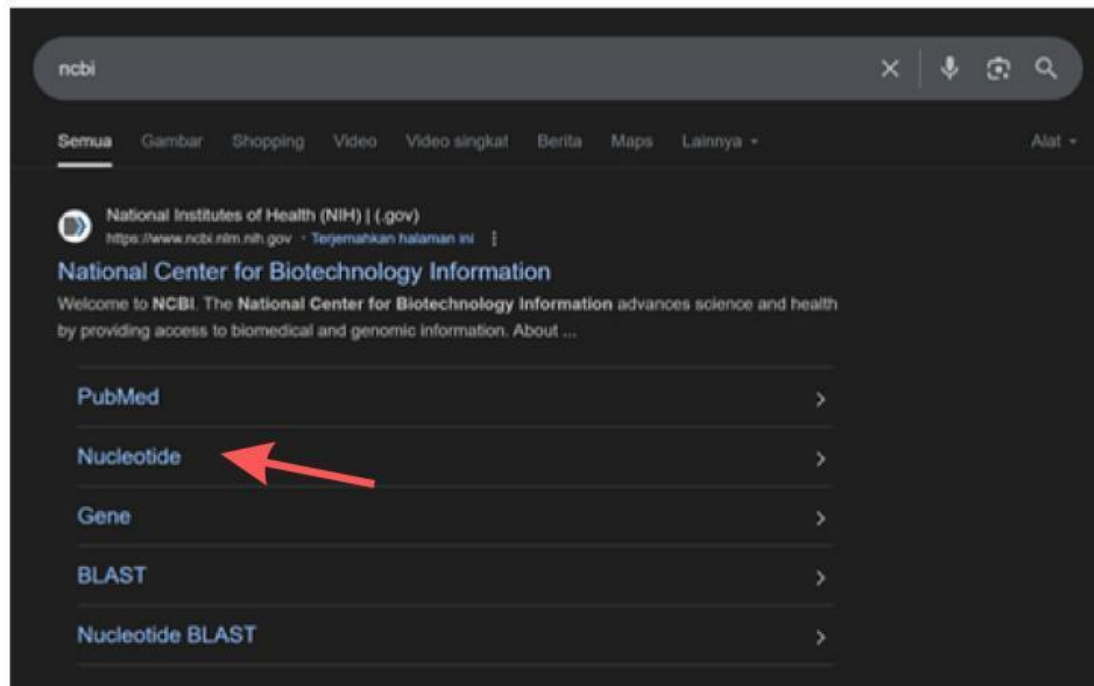 ncbi
Semua Gambar Shopping Video Video singkat Berita Maps Lainnya Alat
National Institutes of Health (NIH) | (.gov)
https://www.ncbi.nlm.nih.gov · Terjemahkan halaman ini
National Center for Biotechnology Information
Welcome to NCBI. The National Center for Biotechnology Information advances science and health
by providing access to biomedical and genomic information. About ...
PubMed
Nucleotide
Gene
BLAST
Nucleotide BLAST